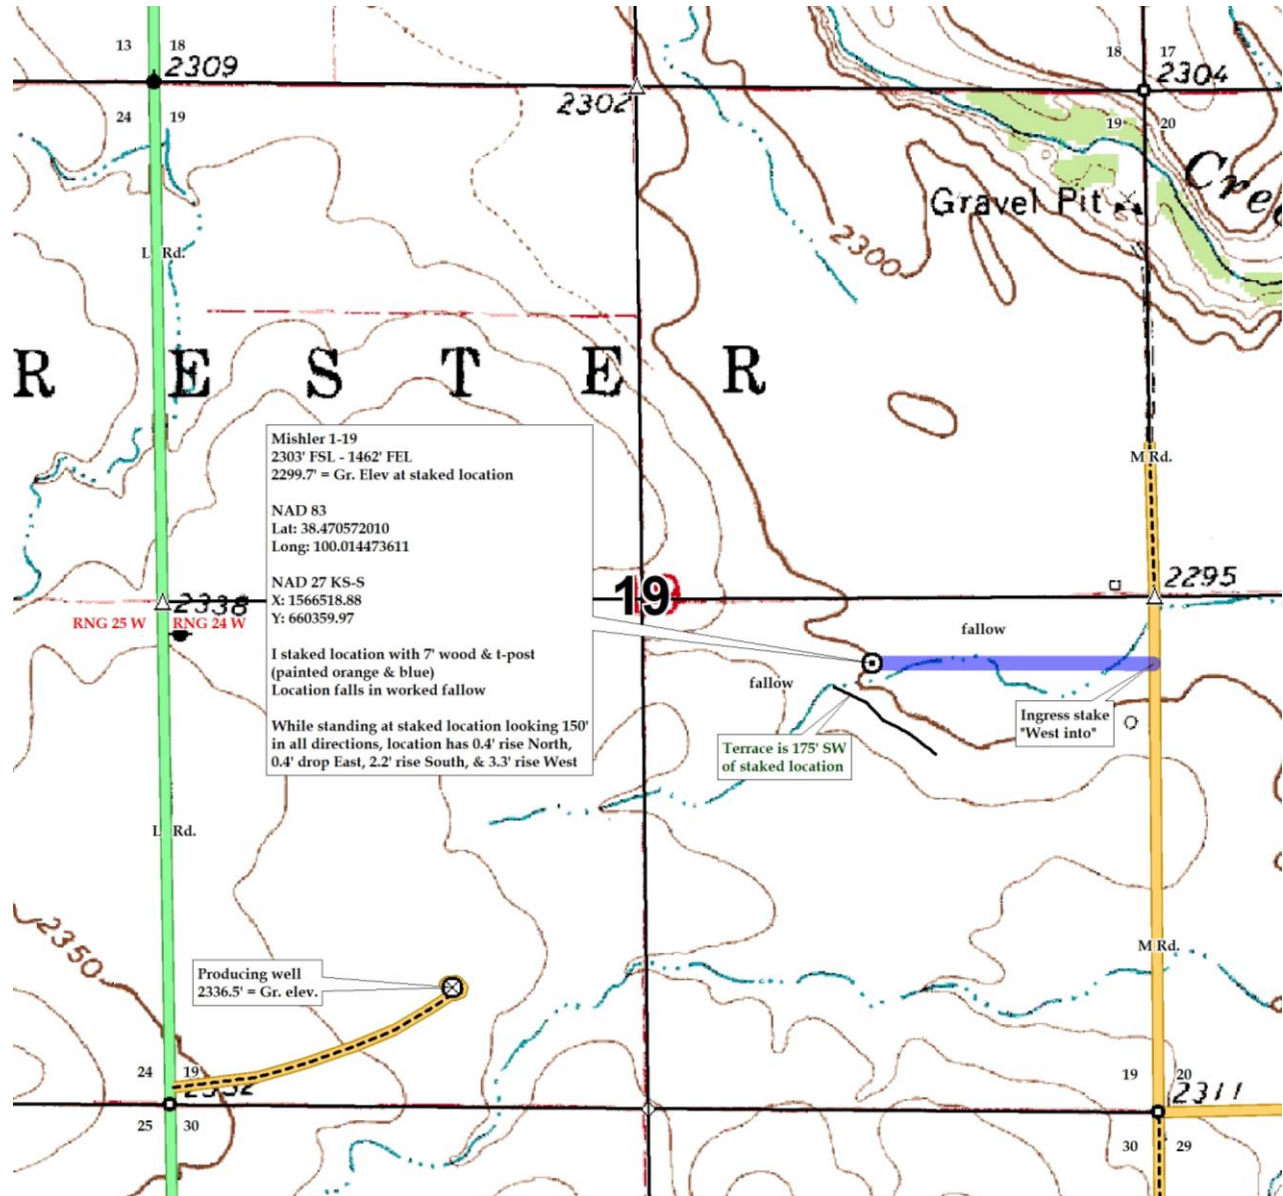 13 18
2309
18 17
2304
2302
24 19
19 20
Cree
Gravel Pit
L Rd.
2300
R E S T E R
Mishler 1-19
2303' FSL - 1462' FEL
2299.7' = Gr. Elev at staked location
NAD 83
Lat: 38.470572010
Long: 100.014473611
NAD 27 KS-S
X: 1566518.88
Y: 660359.97
I staked location with 7' wood & t-post
(painted orange & blue)
Location falls in worked fallow
While standing at staked location looking 150'
in all directions, location has 0.4' rise North,
0.4' drop East, 2.2' rise South, & 3.3' rise West
M Rd.
2295
19
2338
RNG 25 W RNG 24 W
fallow
fallow
Ingress stake
"West into"
Terrace is 175' SW
of staked location
L Rd.
M Rd.
2350
Producing well
2336.5' = Gr. elev.
24 19
19 20
2311
25 30
30 29